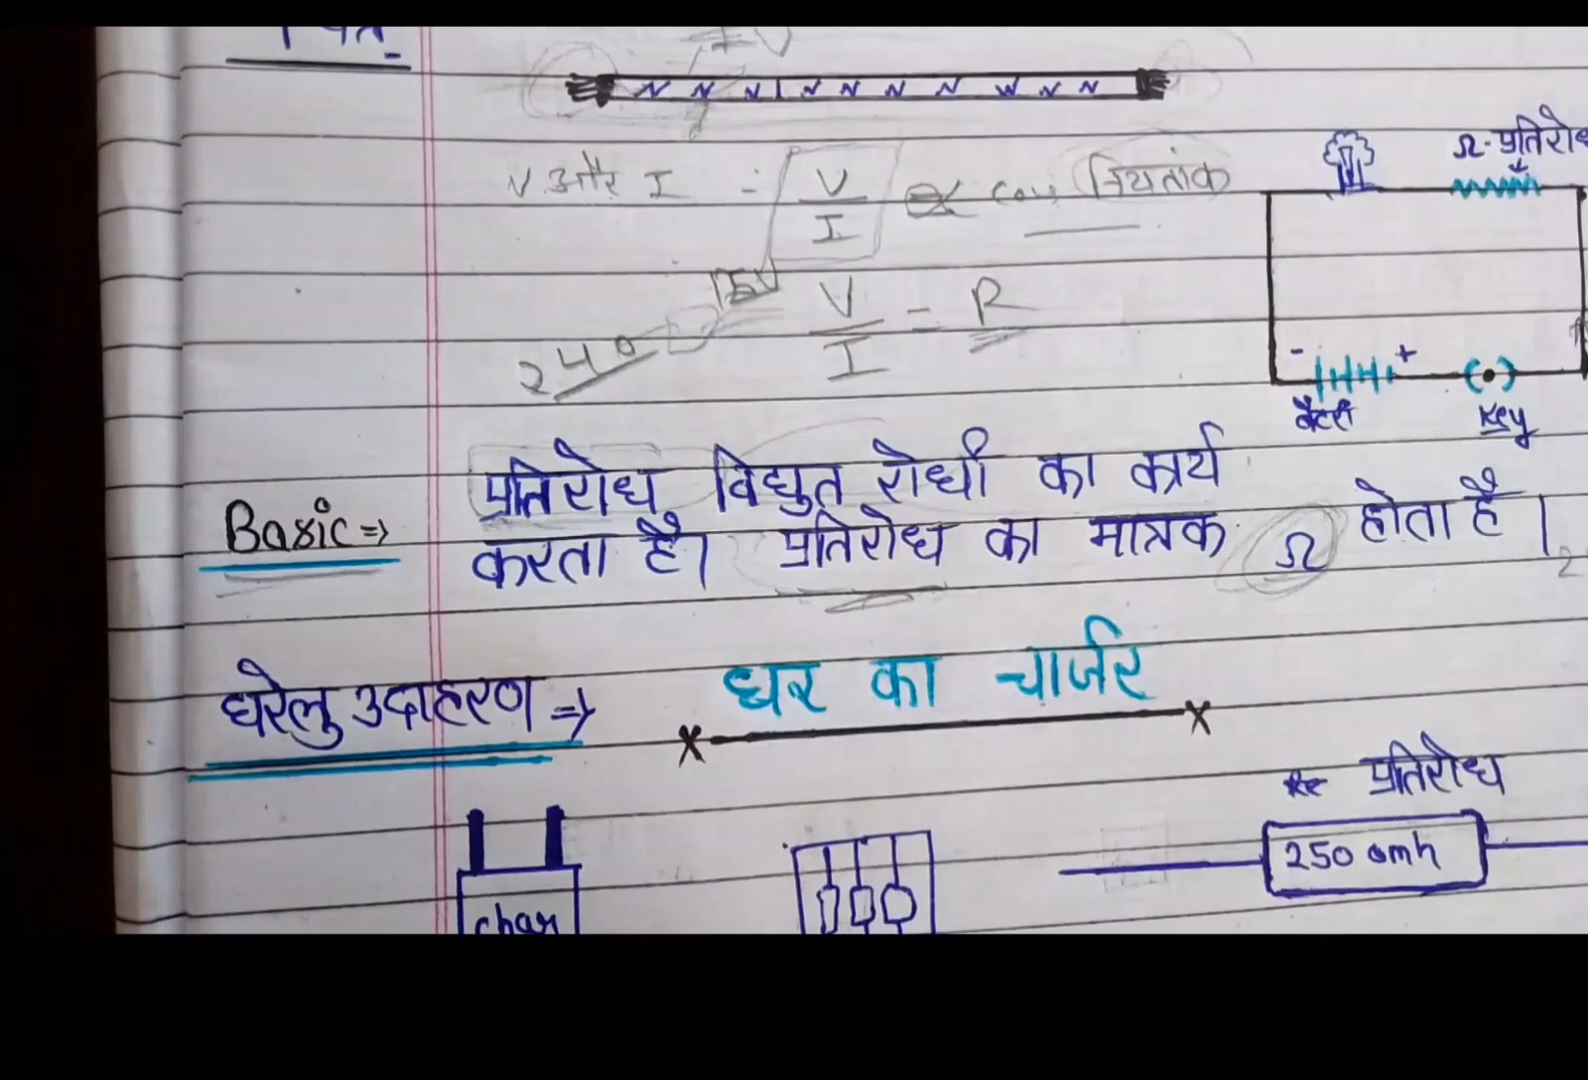 V और I = V/I ∝ नियतांक
Ω-प्रतिरोध
240 V/I = R
- +
बैटरी Key
Basic ⇒ प्रतिरोध विद्युत रोधी का कार्य
करता है। प्रतिरोध का मात्रक Ω होता है।
घरेलु उदाहरण ⇒ घर का चार्जर
प्रतिरोध
250 omh
char